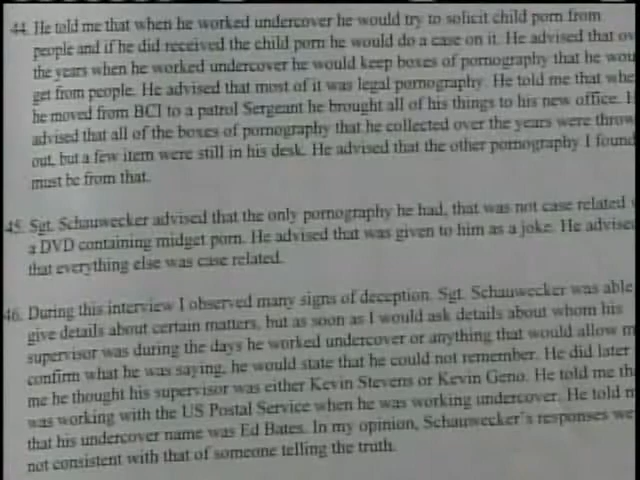 44. He told me that when he worked undercover he would try to solicit child porn from
people and if he did received the child porn he would do a case on it. He advised that
the years when he worked undercover he would keep boxes of pornography that he
get from people. He advised that most of it was legal pornography. He told me that
he moved from BCI to a patrol Sergeant he brought all of his things to his new office.
advised that all of the boxes of pornography that he collected over the years were
out, but a few item were still in his desk. He advised that the other pornography I found
must be from that.
45. Sgt. Schauwecker advised that the only pornography he had, that was not case related
a DVD containing midget porn. He advised that was given to him as a joke. He
that everything else was case related.
46. During this interview I observed many signs of deception. Sgt. Schauwecker was able
give details about certain matters, but as soon as I would ask details about whom his
supervisor was during the days he worked undercover or anything that would allow
confirm what he was saying, he would state that he could not remember. He did later
me he thought his supervisor was either Kevin Stevens or Kevin Geno. He told me
was working with the US Postal Service when he was working undercover. He told
that his undercover name was Ed Bates. In my opinion, Schauwecker's responses
not consistent with that of someone telling the truth.